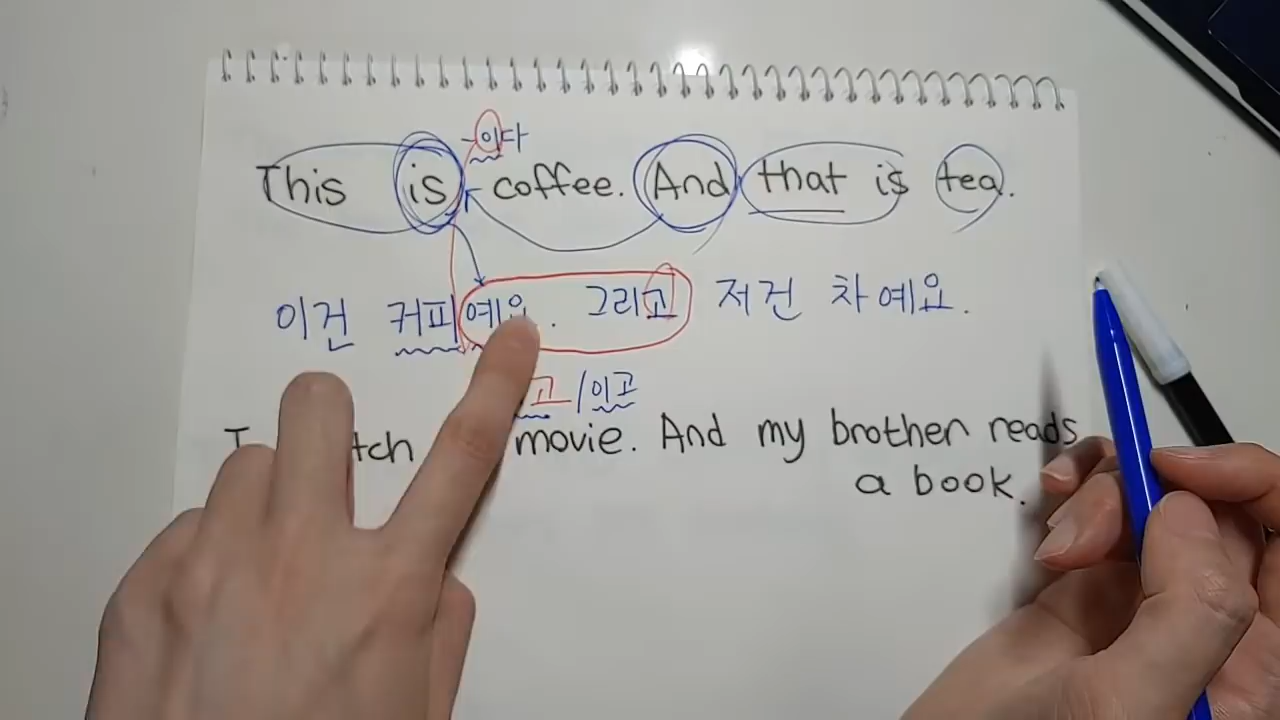 -이다
This is coffee. And that is tea.
이건 커피예요. 그리고 저건 차예요.
고 /이고
movie. And my brother reads
a book.